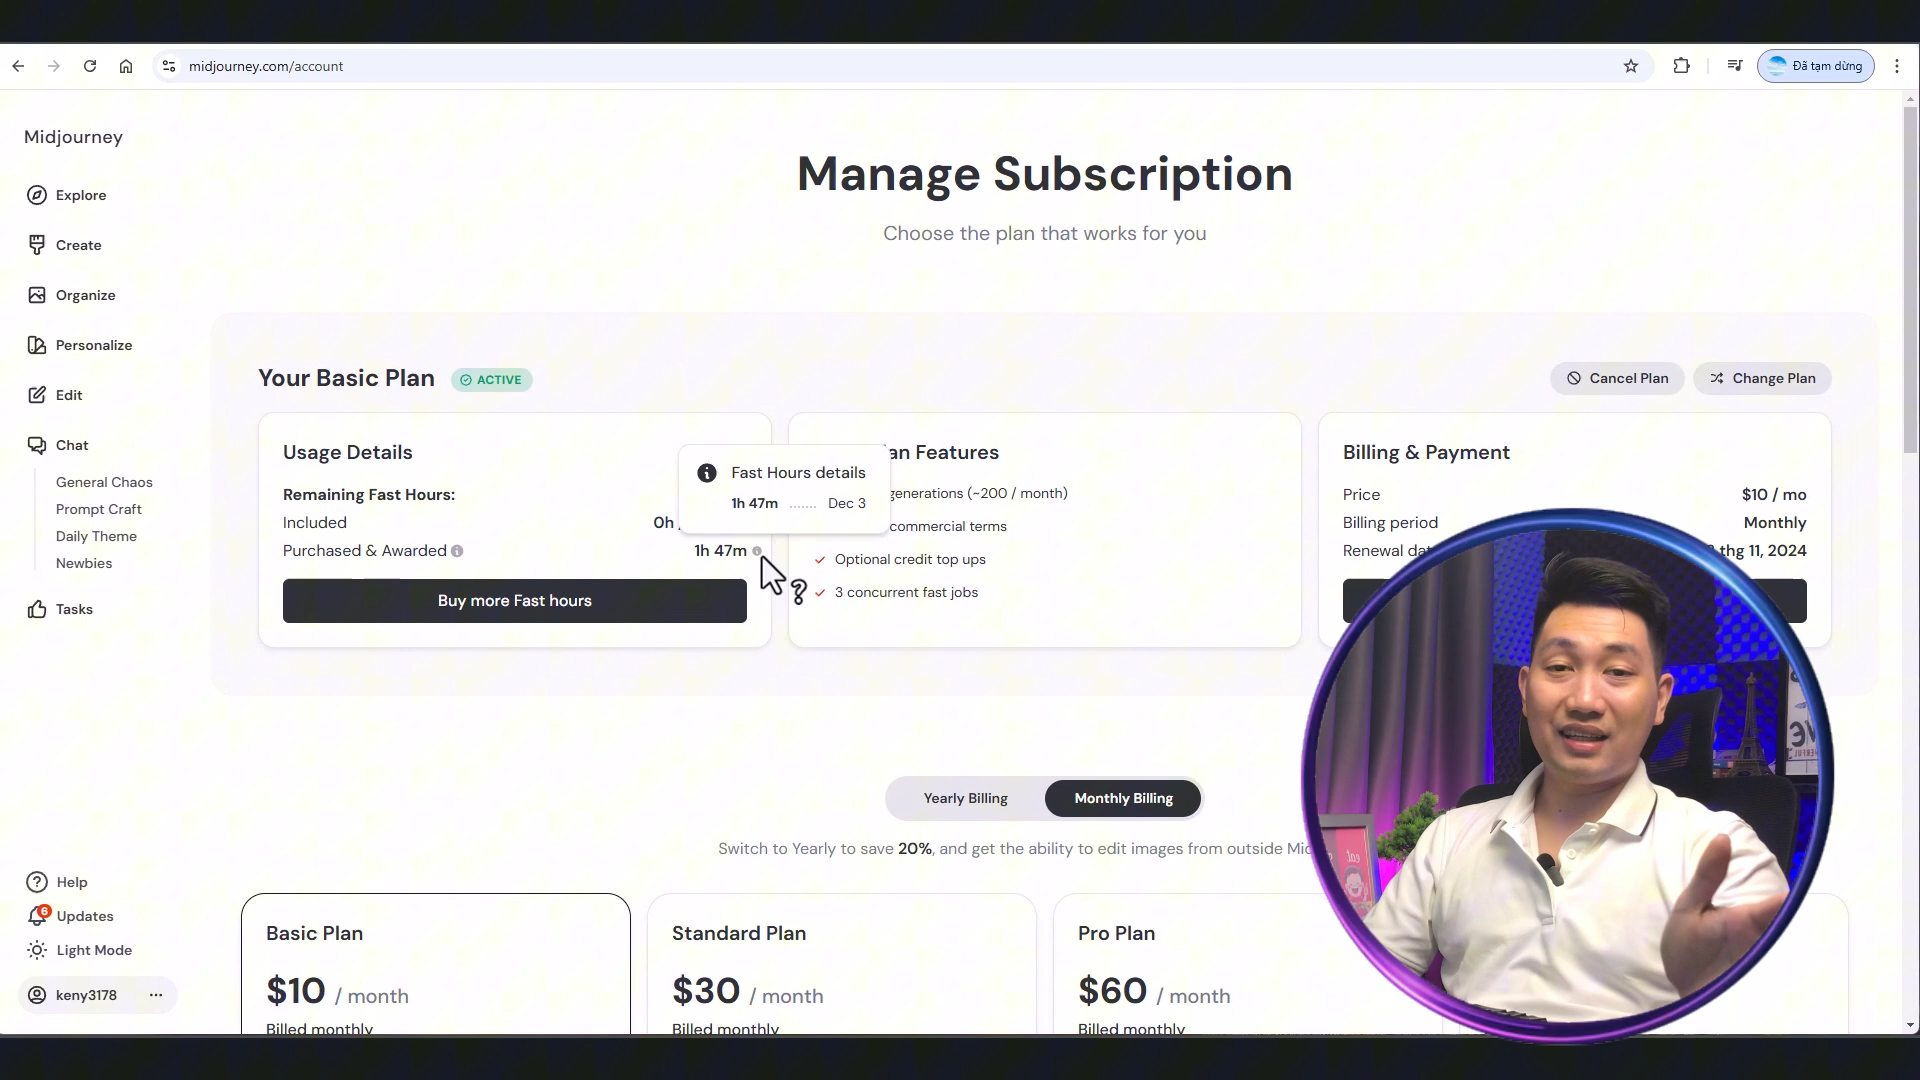 midjourney.com/account
Đã tạm dừng
Midjourney
Explore
Create
Organize
Personalize
Edit
Chat
General Chaos
Prompt Craft
Daily Theme
Newbies
Tasks
Help
6
Updates
Light Mode
keny3178
Manage Subscription
Choose the plan that works for you
Your Basic Plan
ACTIVE
Cancel Plan
Change Plan
Usage Details
Remaining Fast Hours:
Included
0h
Purchased & Awarded
1h 47m
Buy more Fast hours
Fast Hours details
1h 47m ....... Dec 3
Features
generations (~200 / month)
commercial terms
Optional credit top ups
3 concurrent fast jobs
Billing & Payment
Price
$10 / mo
Billing period
Monthly
Renewal
thg 11, 2024
Yearly Billing
Monthly Billing
Switch to Yearly to save 20%, and get the ability to edit images from outside
Basic Plan
$10 / month
Billed monthly
Standard Plan
$30 / month
Billed monthly
Pro Plan
$60 / month
Billed monthly